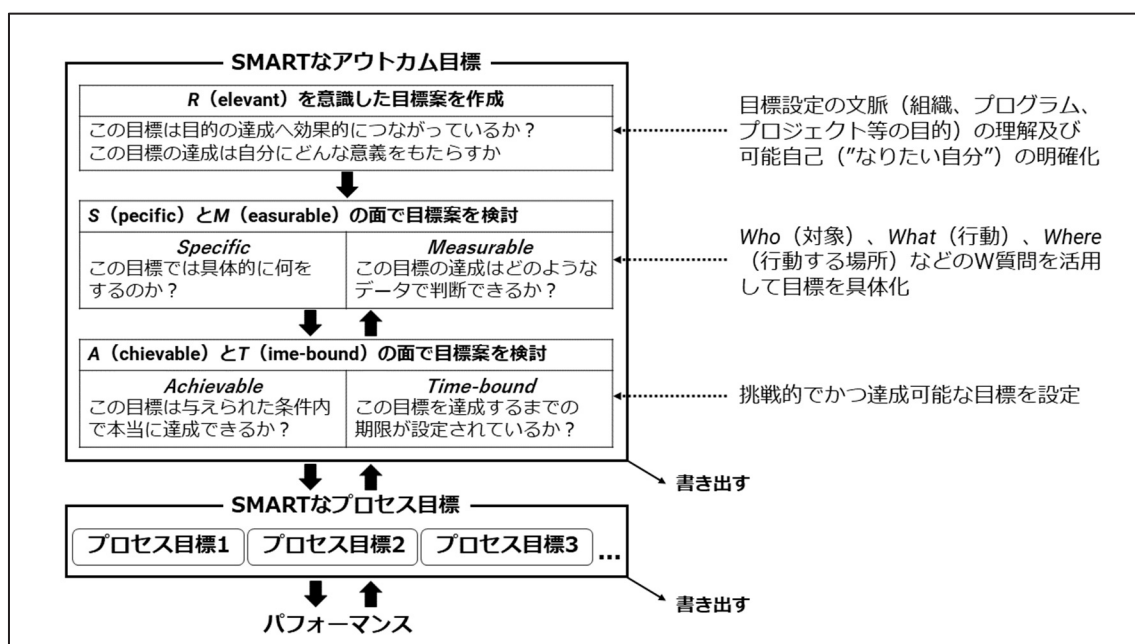 SMARTなアウトカム目標
R（elevant）を意識した目標案を作成
この目標は目的の達成へ効果的につながっているか？
この目標の達成は自分にどんな意義をもたらすか
目標設定の文脈（組織、プログラム、
プロジェクト等の目的）の理解及び
可能自己（”なりたい自分”）の明確化
S（pecific）とM（easurable）の面で目標案を検討
Specific
この目標では具体的に何を
するのか？
Measurable
この目標の達成はどのような
データで判断できるか？
Who（対象）、What（行動）、Where
（行動する場所）などのW質問を活用
して目標を具体化
A（chievable）とT（ime-bound）の面で目標案を検討
Achievable
この目標は与えられた条件内
で本当に達成できるか？
Time-bound
この目標を達成するまでの
期限が設定されているか？
挑戦的でかつ達成可能な目標を設定
書き出す
SMARTなプロセス目標
プロセス目標1
プロセス目標2
プロセス目標3
...
書き出す
パフォーマンス